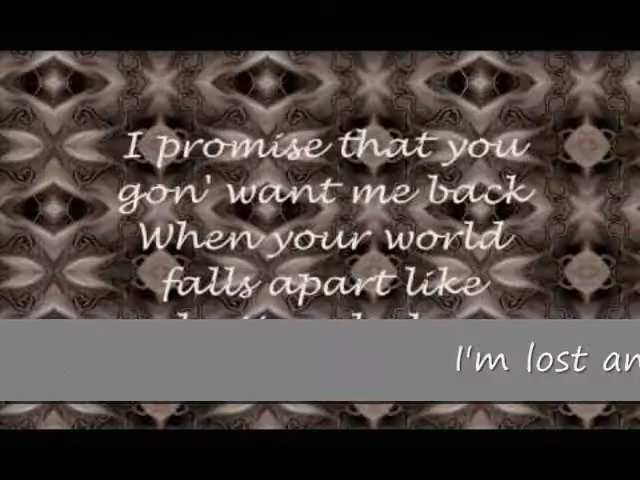 I promise that you
gon' want me back
When your world
falls apart like
I'm lost an